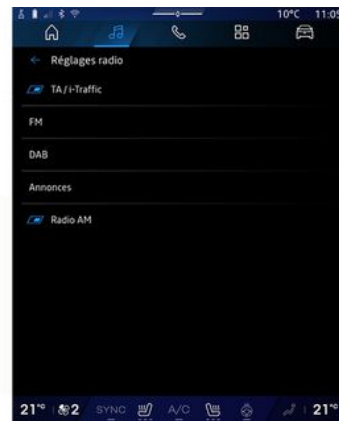 10°C 11:05
Réglages radio
TA / i-Traffic
FM
DAB
Annonces
Radio AM
21°C 2 SYNC A/C 21°C